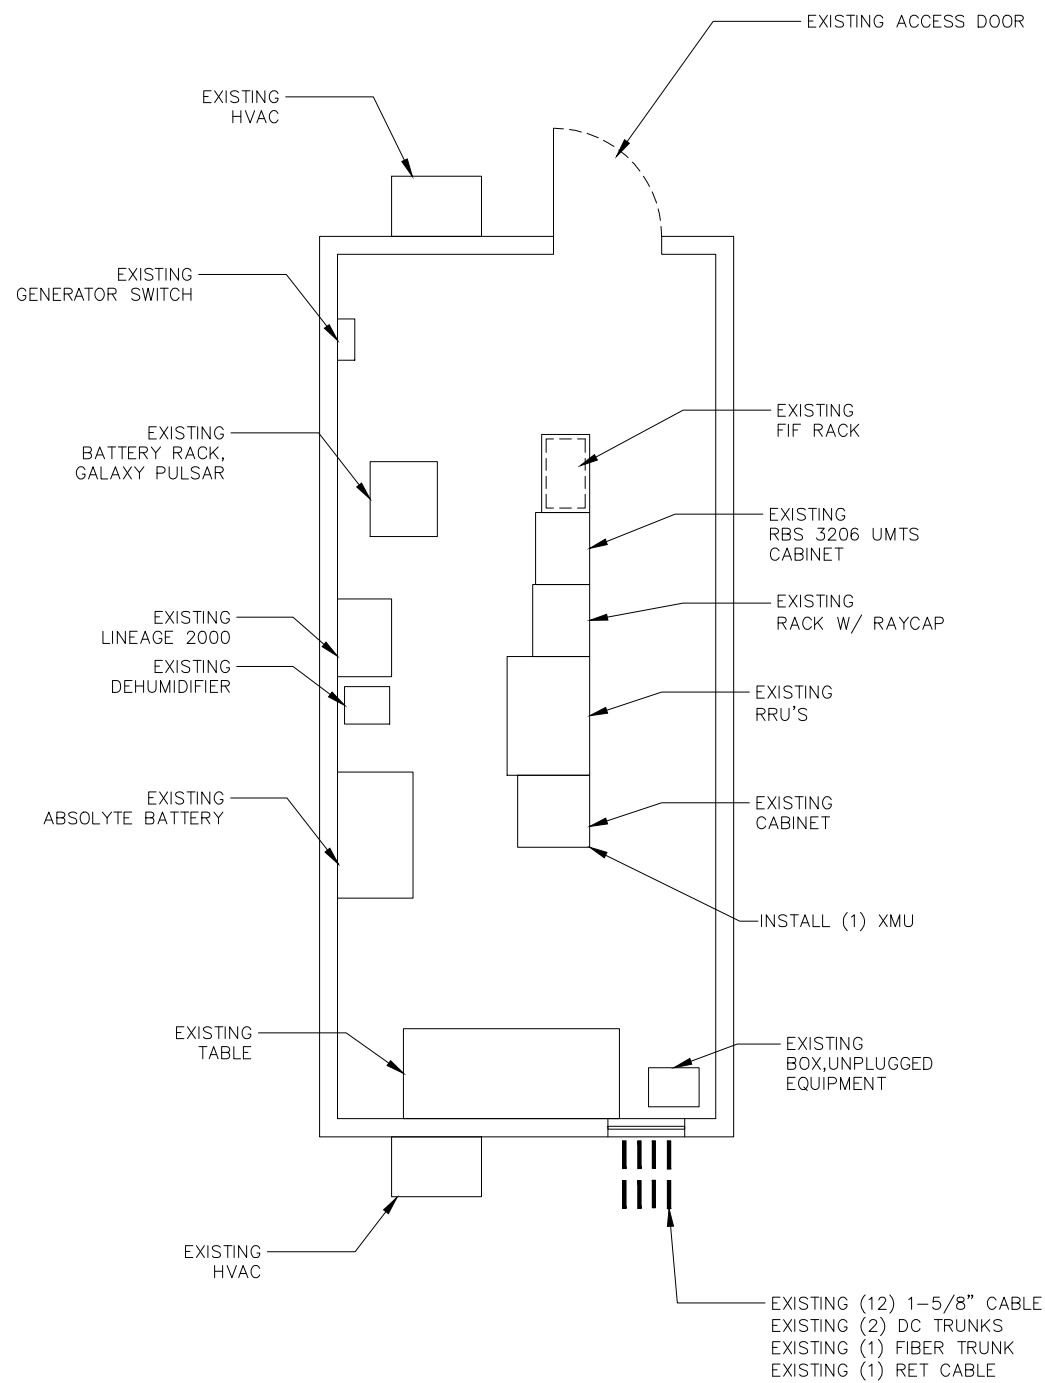 EXISTING ACCESS DOOR
EXISTING
HVAC
EXISTING
GENERATOR SWITCH
EXISTING
FIF RACK
EXISTING
BATTERY RACK,
GALAXY PULSAR
EXISTING
RBS 3206 UMTS
CABINET
EXISTING
RACK W/ RAYCAP
EXISTING
LINEAGE 2000
EXISTING
DEHUMIDIFIER
EXISTING
RRU'S
EXISTING
ABSOLYTE BATTERY
EXISTING
CABINET
INSTALL (1) XMU
EXISTING
TABLE
EXISTING
BOX,UNPLUGGED
EQUIPMENT
EXISTING
HVAC
EXISTING (12) 1-5/8" CABLE
EXISTING (2) DC TRUNKS
EXISTING (1) FIBER TRUNK
EXISTING (1) RET CABLE